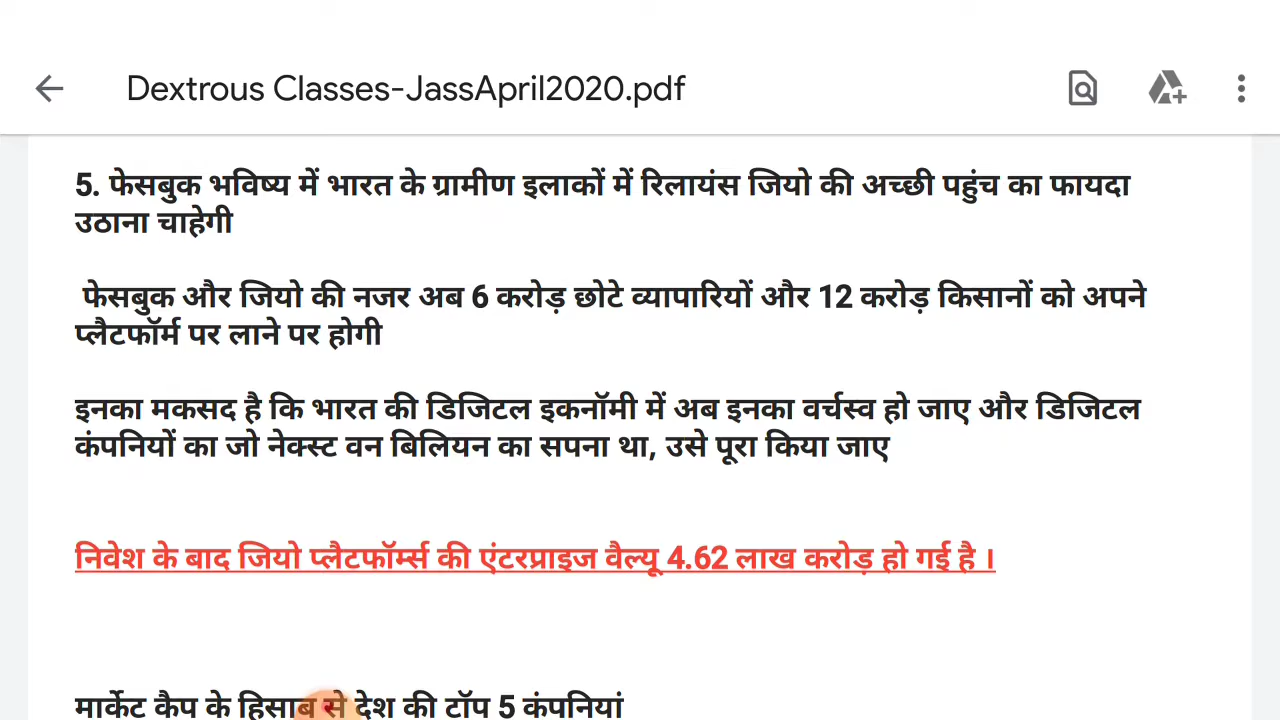 Dextrous Classes-JassApril2020.pdf
5. फेसबुक भविष्य में भारत के ग्रामीण इलाकों में रिलायंस जियो की अच्छी पहुंच का फायदा
उठाना चाहेगी
फेसबुक और जियो की नजर अब 6 करोड़ छोटे व्यापारियों और 12 करोड़ किसानों को अपने
प्लैटफॉर्म पर लाने पर होगी
इनका मकसद है कि भारत की डिजिटल इकनॉमी में अब इनका वर्चस्व हो जाए और डिजिटल
कंपनियों का जो नेक्स्ट वन बिलियन का सपना था, उसे पूरा किया जाए
निवेश के बाद जियो प्लैटफॉर्म्स की एंटरप्राइज वैल्यू 4.62 लाख करोड़ हो गई है ।
मार्केट कैप के हिसाब से देश की टॉप 5 कंपनियां